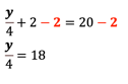 y/4 + 2 − 2 = 20 − 2
y/4 = 18